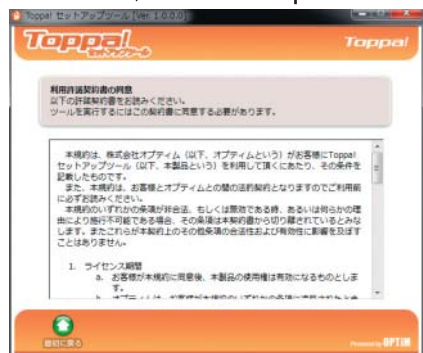 Toppa! セットアップツール [Ver. 1.0.0.0]
Toppa!
セットアップツール
Toppa!
利用許諾契約書の同意
以下の許諾契約書をお読みください。
ツールを実行するにはこの契約書に同意する必要があります。
本規約は、株式会社オプティム(以下、オプティムという)がお客様にToppa!
セットアップツール(以下、本製品という)を利用して頂くにあたり、その条件を
記載したものです。
また、本規約は、お客様とオプティムとの間の法的契約となりますのでご利用前
に必ずお読みください。
本規約のいずれかの条項が非合法、もしくは無効である時、あるいは何らかの理
由により施行不可能である場合、その条項は本契約書から切り離されているとみな
します。またこれらが本契約上のその他条項の合法性および有効性に影響を及ぼす
ことはありません。
1. ライセンス期間
a. お客様が本規約に同意後、本製品の使用権は有効になるものとしま
す。
最初に戻る
Powered by OPTiM